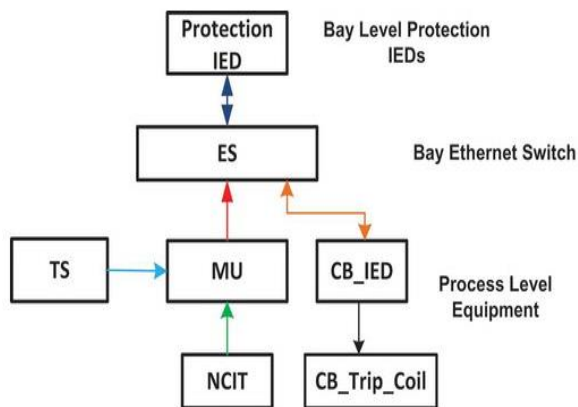 Protection
IED
Bay Level Protection
IEDs
ES
Bay Ethernet Switch
TS
MU
CB_IED
Process Level
Equipment
NCIT
CB_Trip_Coil